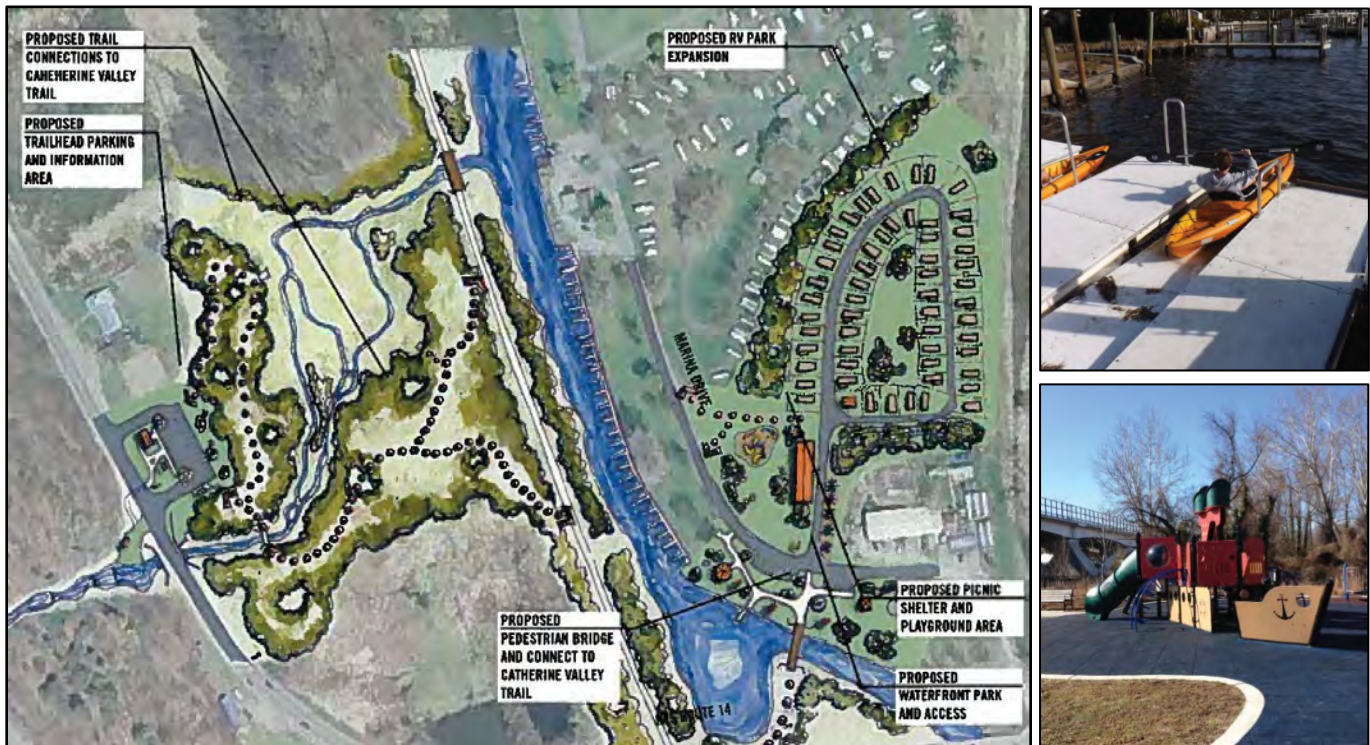 PROPOSED TRAIL
CONNECTIONS TO
CAHEHERINE VALLEY
TRAIL
PROPOSED
TRAILHEAD PARKING
AND INFORMATION
AREA
PROPOSED RV PARK
EXPANSION
MARINA DRIVE
PROPOSED
PEDESTRIAN BRIDGE
AND CONNECT TO
CATHERINE VALLEY
TRAIL
PROPOSED PICNIC
SHELTER AND
PLAYGROUND AREA
PROPOSED
WATERFRONT PARK
AND ACCESS
ROUTE 14